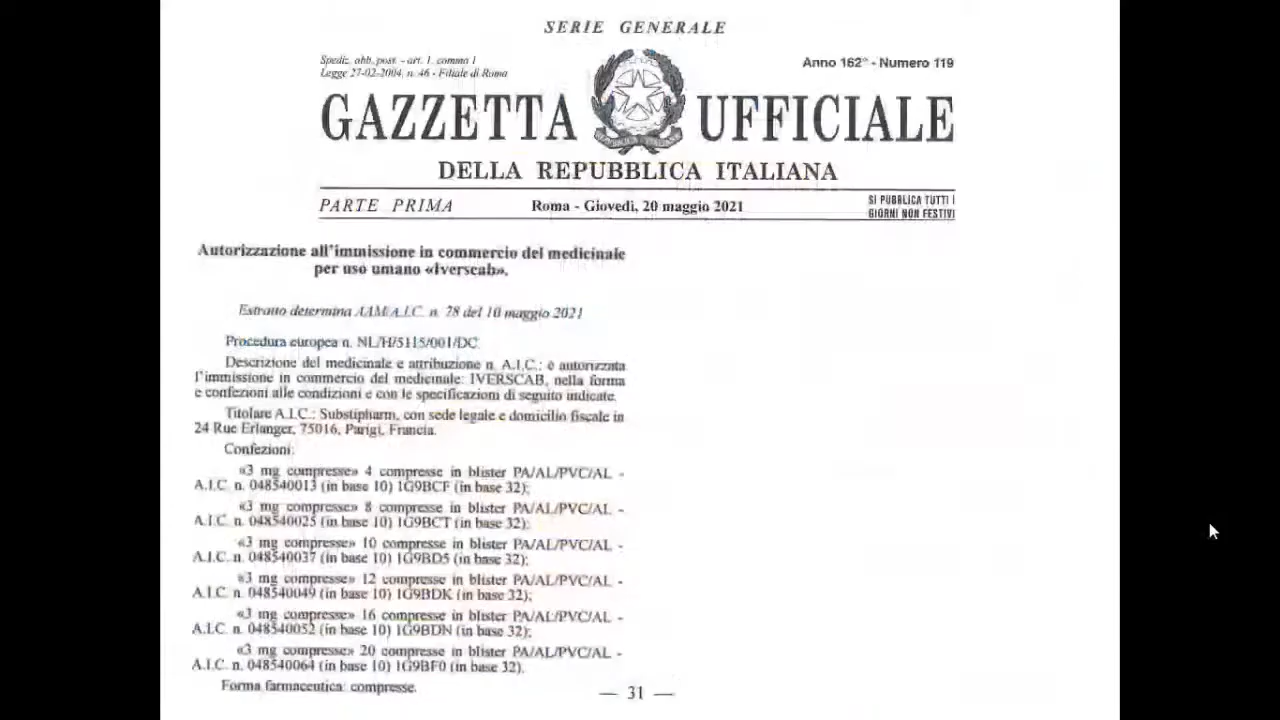 SERIE GENERALE
Spediz. abb. post. - art. 1, comma 1
Legge 27-02-2004, n. 46 - Filiale di Roma
Anno 162° - Numero 119
GAZZETTA UFFICIALE
DELLA REPUBBLICA ITALIANA
PARTE PRIMA
Roma - Giovedì, 20 maggio 2021
SI PUBBLICA TUTTI I
GIORNI NON FESTIVI
Autorizzazione all'immissione in commercio del medicinale
per uso umano «Iverscab».
Estratto determina AAM/A.I.C. n. 78 del 10 maggio 2021
Procedura europea n. NL/H/5115/001/DC.
Descrizione del medicinale e attribuzione n. A.I.C.: è autorizzata
l'immissione in commercio del medicinale: IVERSCAB, nella forma
e confezioni alle condizioni e con le specificazioni di seguito indicate.
Titolare A.I.C.: Substipharm, con sede legale e domicilio fiscale in
24 Rue Erlanger, 75016, Parigi, Francia.
Confezioni:
«3 mg compresse» 4 compresse in blister PA/AL/PVC/AL -
A.I.C. n. 048540013 (in base 10) 1G9BCF (in base 32);
«3 mg compresse» 8 compresse in blister PA/AL/PVC/AL -
A.I.C. n. 048540025 (in base 10) 1G9BCT (in base 32);
«3 mg compresse» 10 compresse in blister PA/AL/PVC/AL -
A.I.C. n. 048540037 (in base 10) 1G9BD5 (in base 32);
«3 mg compresse» 12 compresse in blister PA/AL/PVC/AL -
A.I.C. n. 048540049 (in base 10) 1G9BDK (in base 32);
«3 mg compresse» 16 compresse in blister PA/AL/PVC/AL -
A.I.C. n. 048540052 (in base 10) 1G9BDN (in base 32);
«3 mg compresse» 20 compresse in blister PA/AL/PVC/AL -
A.I.C. n. 048540064 (in base 10) 1G9BF0 (in base 32).
Forma farmaceutica: compresse.
— 31 —